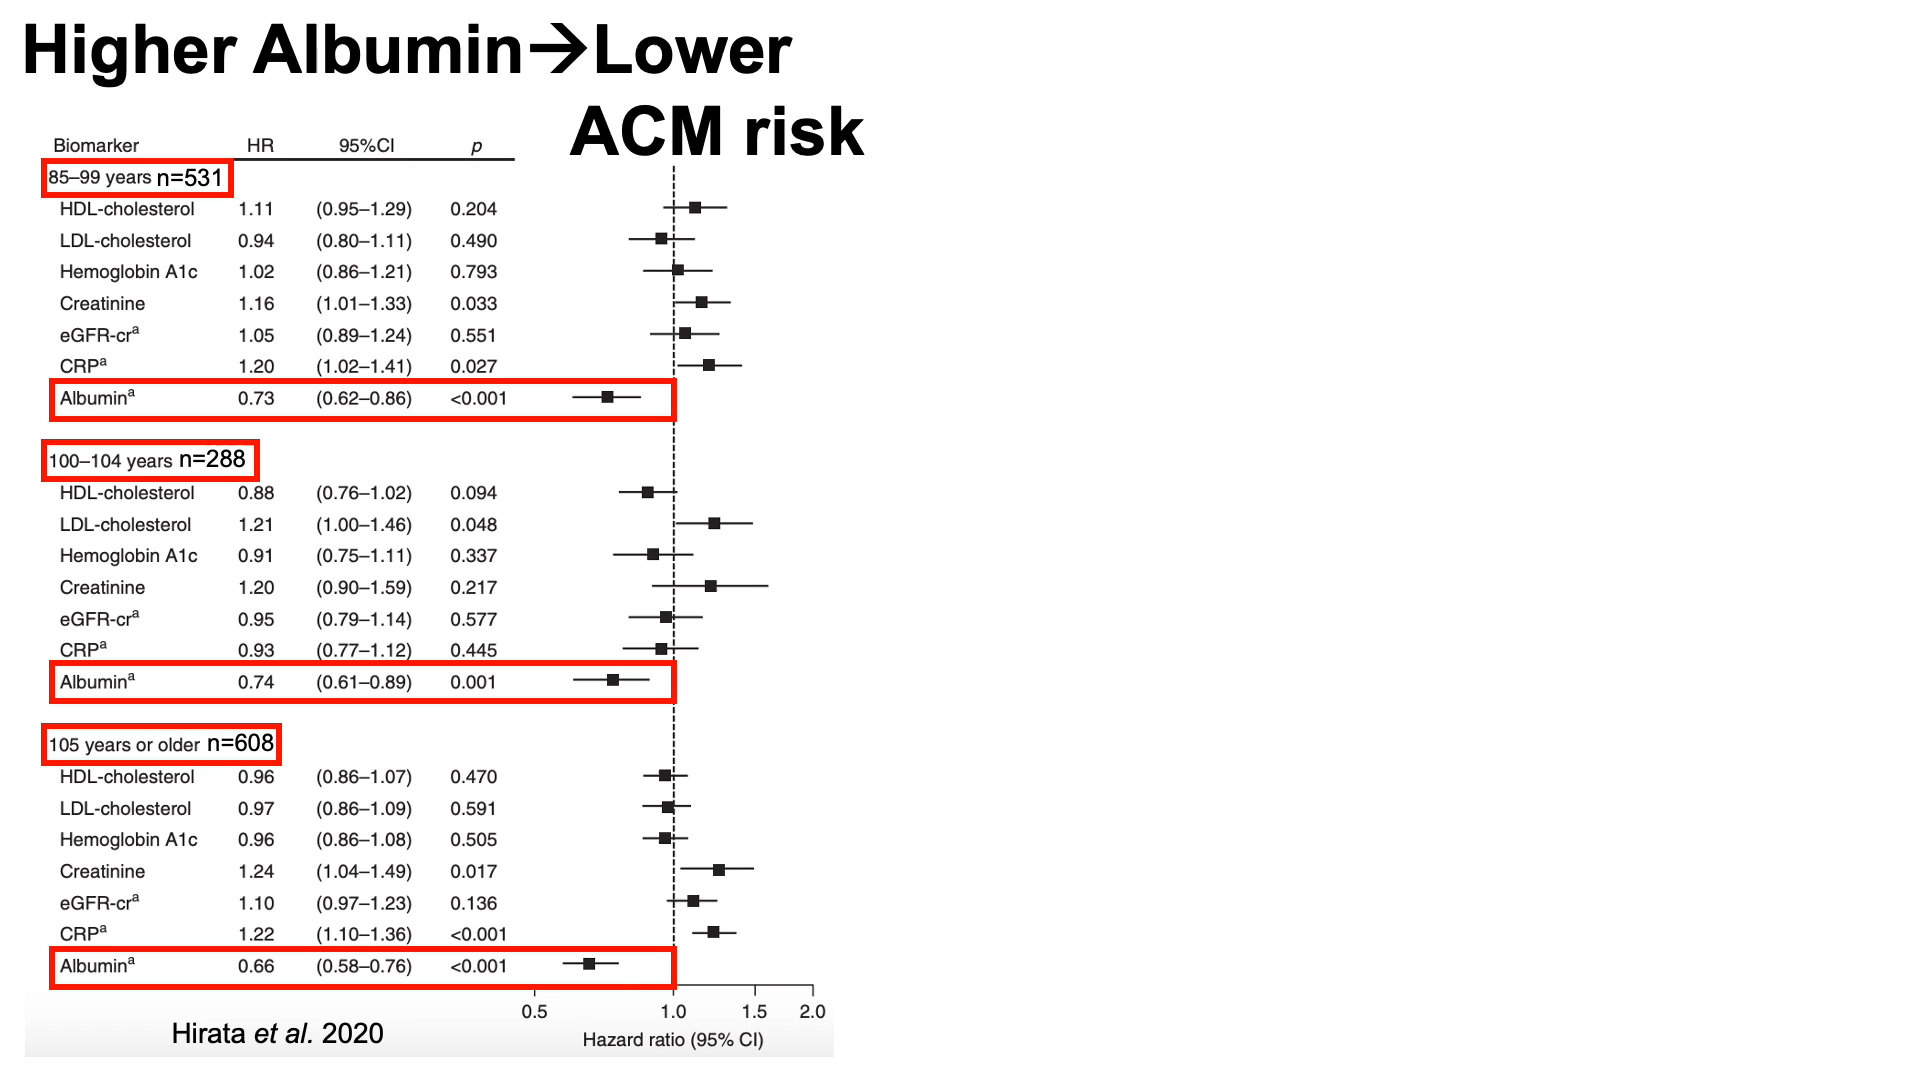 Higher Albumin→Lower
ACM risk
Biomarker HR 95%CI p
85–99 years n=531
HDL-cholesterol 1.11 (0.95–1.29) 0.204
LDL-cholesterol 0.94 (0.80–1.11) 0.490
Hemoglobin A1c 1.02 (0.86–1.21) 0.793
Creatinine 1.16 (1.01–1.33) 0.033
eGFR-crᵃ 1.05 (0.89–1.24) 0.551
CRPᵃ 1.20 (1.02–1.41) 0.027
Albuminᵃ 0.73 (0.62–0.86) <0.001
100–104 years n=288
HDL-cholesterol 0.88 (0.76–1.02) 0.094
LDL-cholesterol 1.21 (1.00–1.46) 0.048
Hemoglobin A1c 0.91 (0.75–1.11) 0.337
Creatinine 1.20 (0.90–1.59) 0.217
eGFR-crᵃ 0.95 (0.79–1.14) 0.577
CRPᵃ 0.93 (0.77–1.12) 0.445
Albuminᵃ 0.74 (0.61–0.89) 0.001
105 years or older n=608
HDL-cholesterol 0.96 (0.86–1.07) 0.470
LDL-cholesterol 0.97 (0.86–1.09) 0.591
Hemoglobin A1c 0.96 (0.86–1.08) 0.505
Creatinine 1.24 (1.04–1.49) 0.017
eGFR-crᵃ 1.10 (0.97–1.23) 0.136
CRPᵃ 1.22 (1.10–1.36) <0.001
Albuminᵃ 0.66 (0.58–0.76) <0.001
0.5 1.0 1.5 2.0
Hazard ratio (95% CI)
Hirata et al. 2020